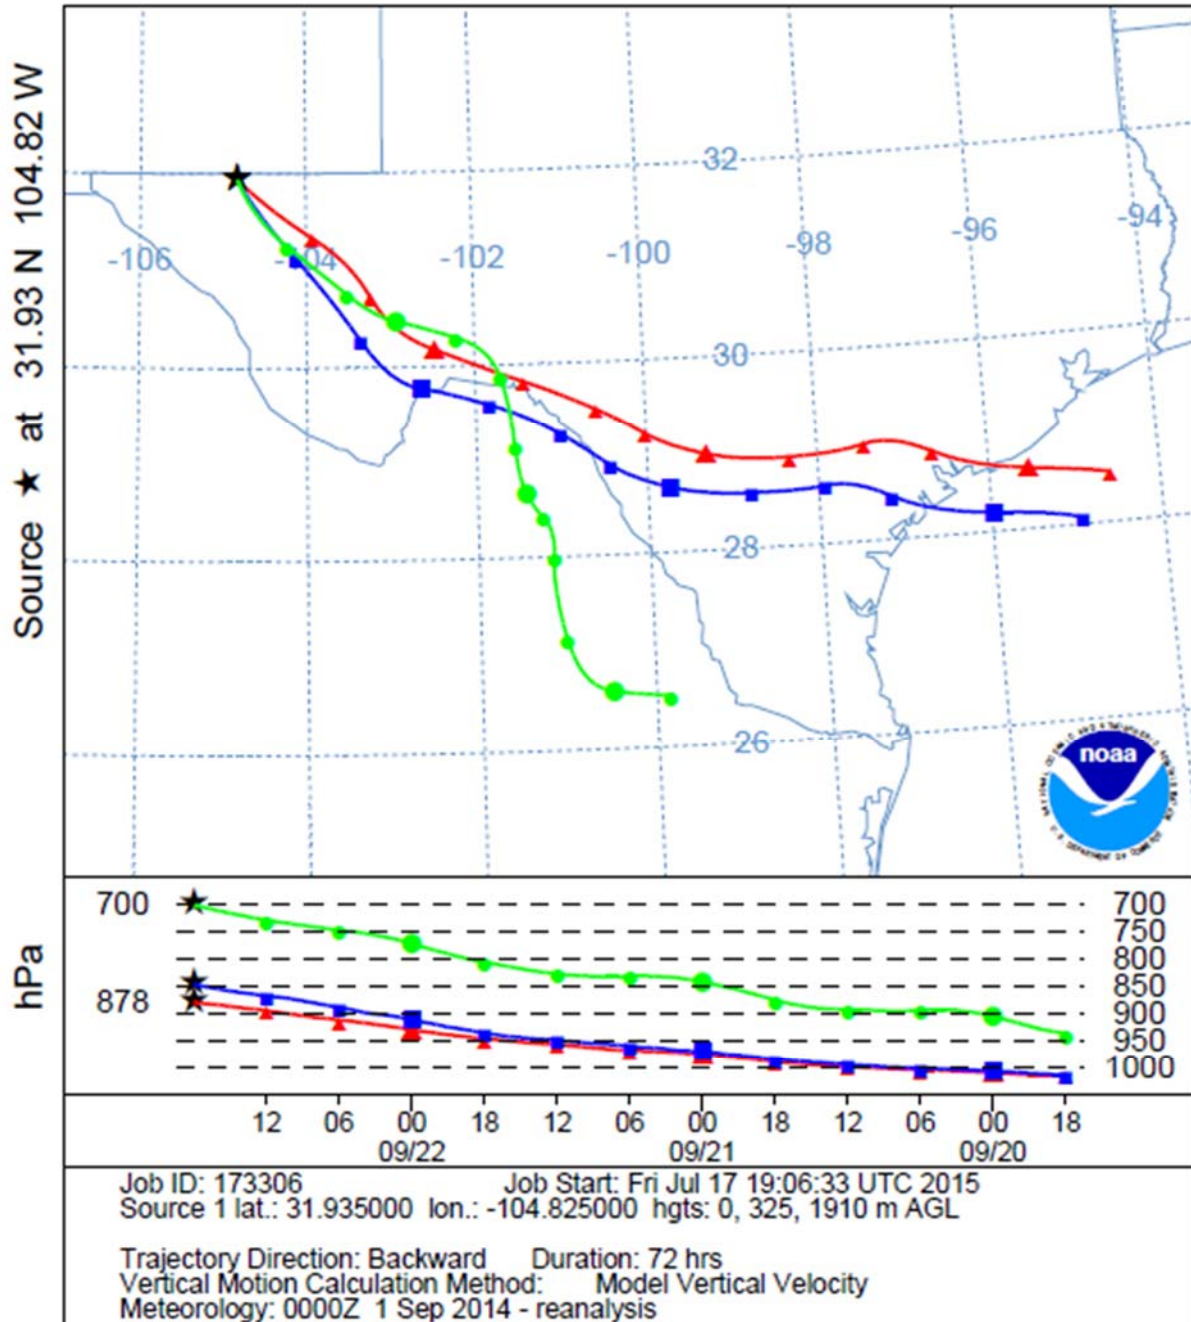 Source ★ at 31.93 N 104.82 W
32
-94
-96
-98
-100
-102
-104
-106
30
28
26
noaa
hPa
700
878
700
750
800
850
900
950
1000
12 06 00 18 12 06 00 18 12 06 00 18
09/22 09/21 09/20
Job ID: 173306 Job Start: Fri Jul 17 19:06:33 UTC 2015
Source 1 lat.: 31.935000 lon.: -104.825000 hgts: 0, 325, 1910 m AGL
Trajectory Direction: Backward Duration: 72 hrs
Vertical Motion Calculation Method: Model Vertical Velocity
Meteorology: 0000Z 1 Sep 2014 - reanalysis